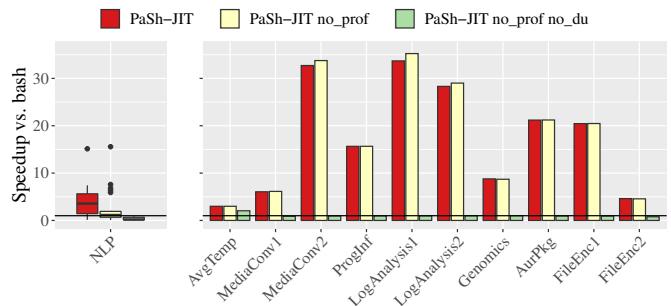 PaSh−JIT PaSh−JIT no_prof PaSh−JIT no_prof no_du
Speedup vs. bash
30
20
10
0
NLP
AvgTemp
MediaConv1
MediaConv2
ProgInf
LogAnalysis1
LogAnalysis2
Genomics
AurPkg
FileEnc1
FileEnc2